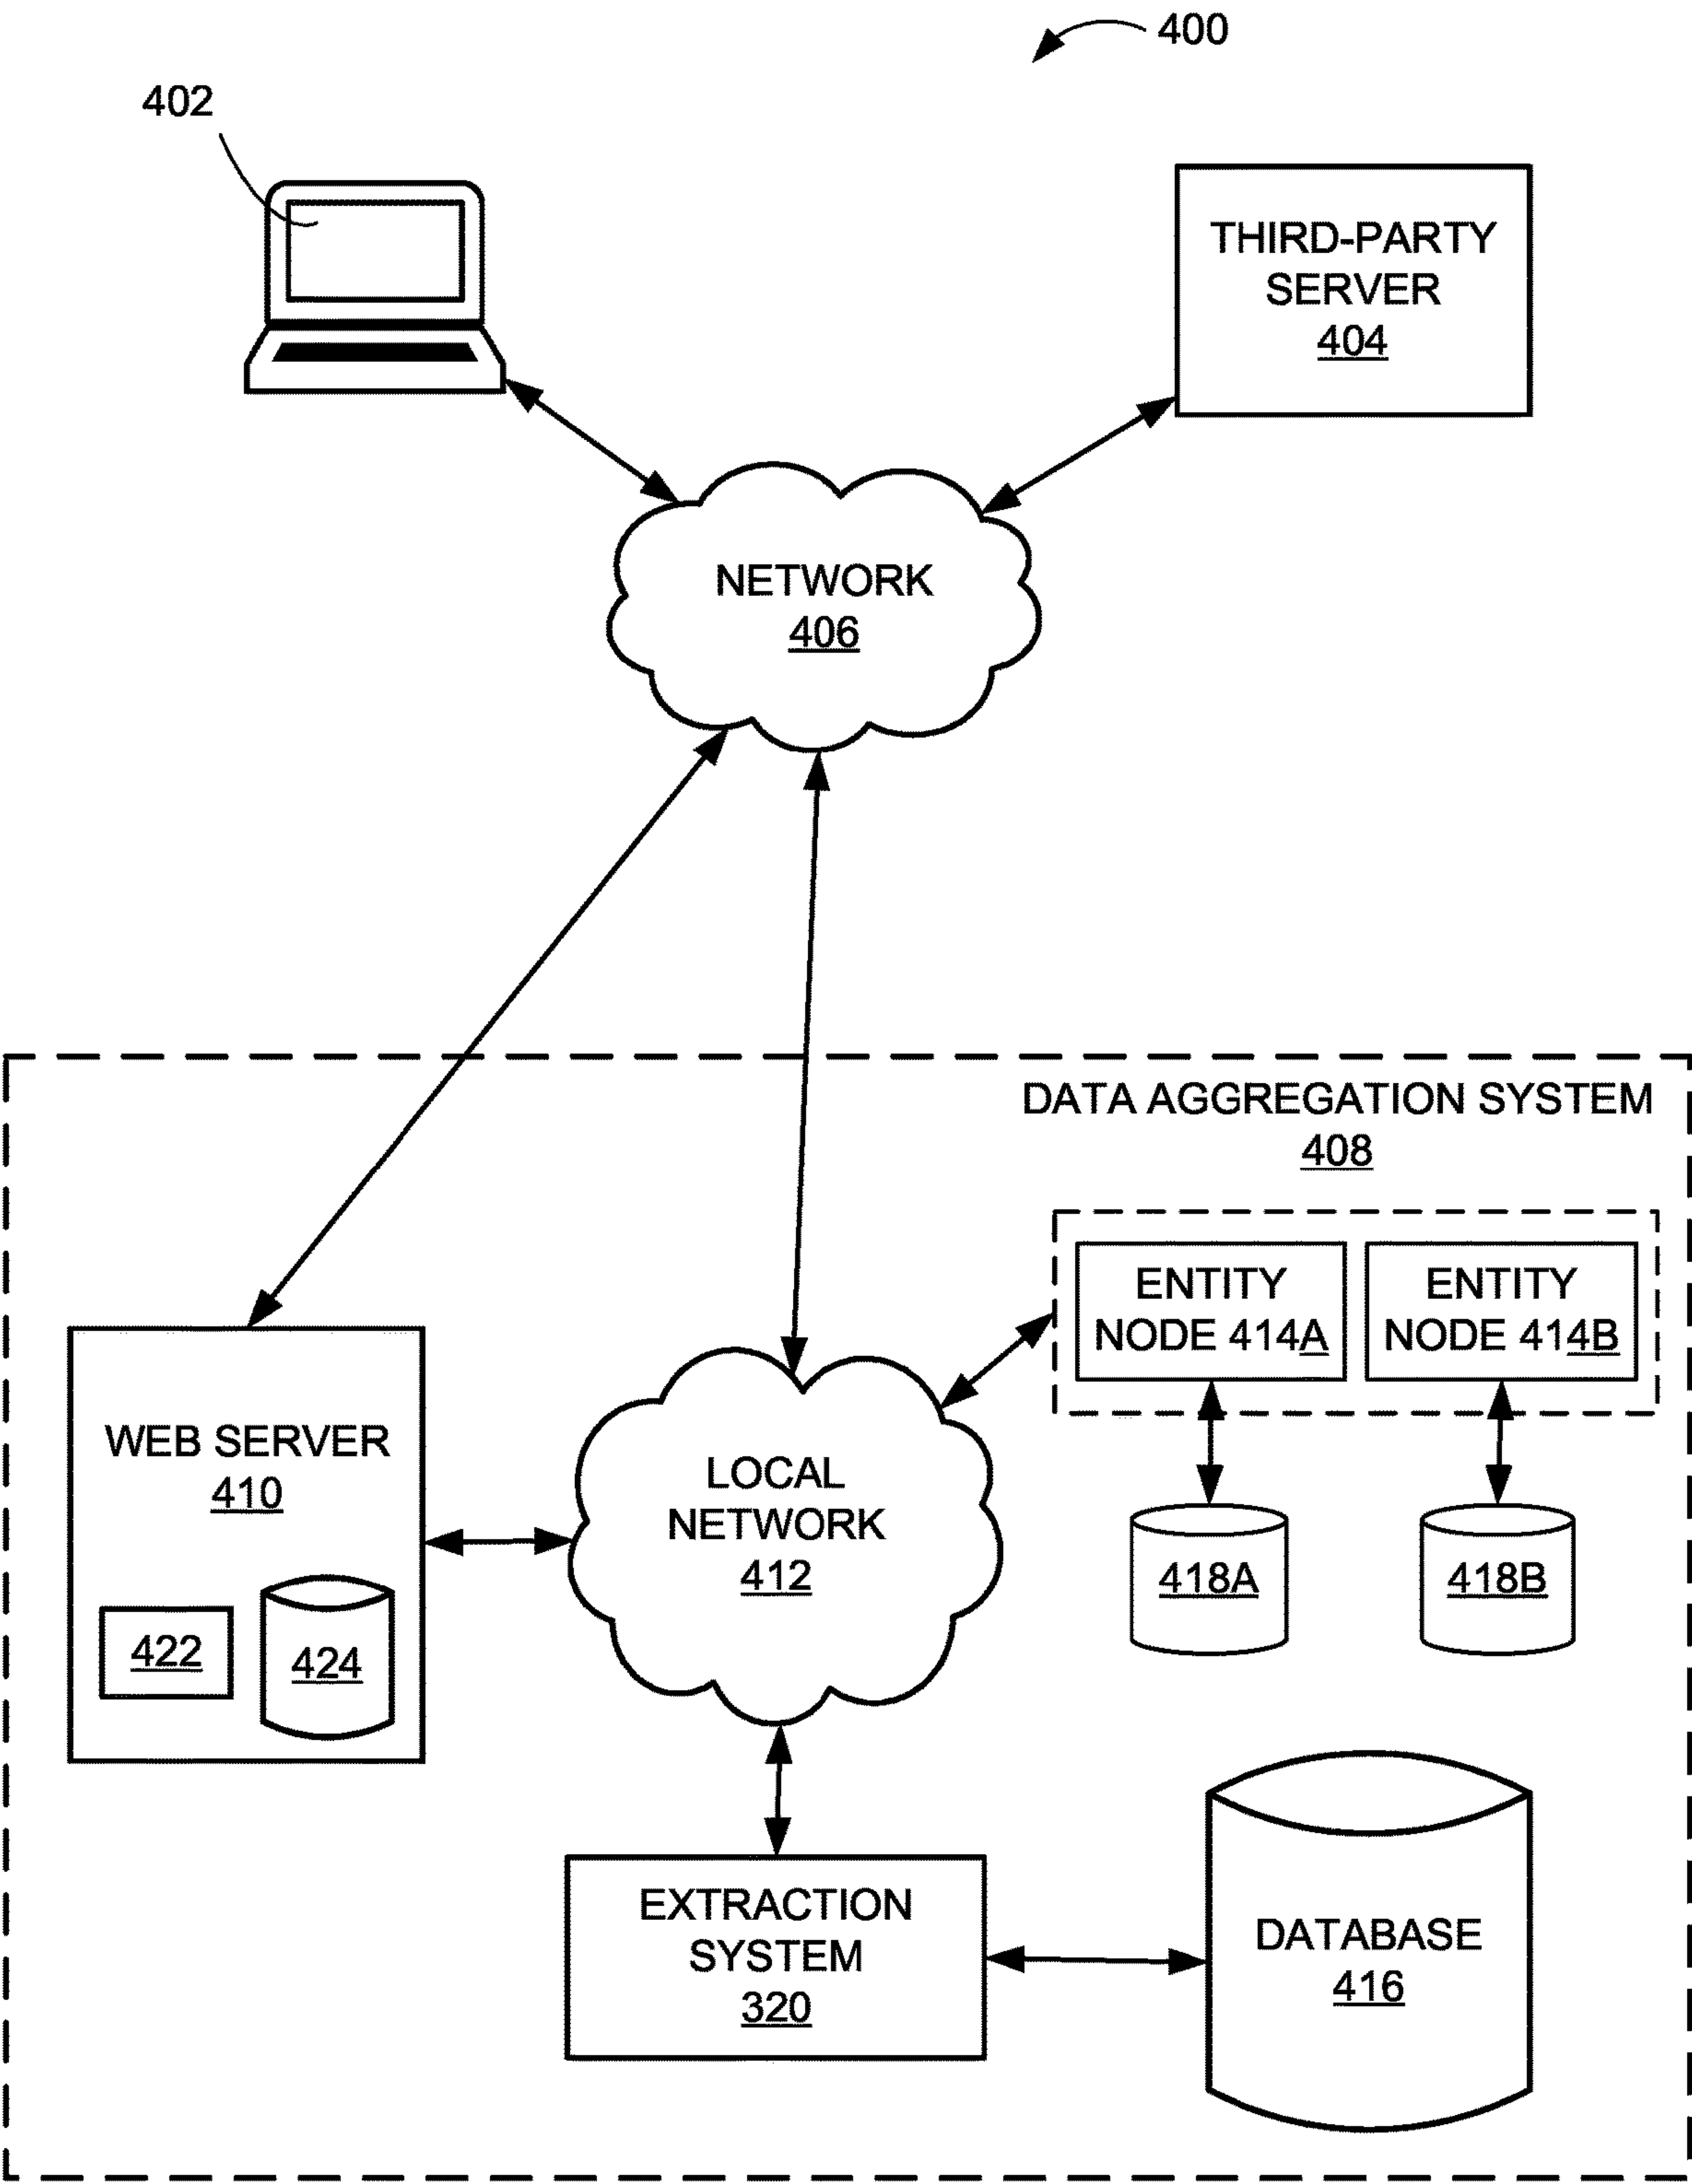 400
402
THIRD-PARTY
SERVER
404
NETWORK
406
DATA AGGREGATION SYSTEM
408
ENTITY
NODE 414A
ENTITY
NODE 414B
WEB SERVER
410
LOCAL
NETWORK
412
418A
418B
422
424
EXTRACTION
SYSTEM
320
DATABASE
416